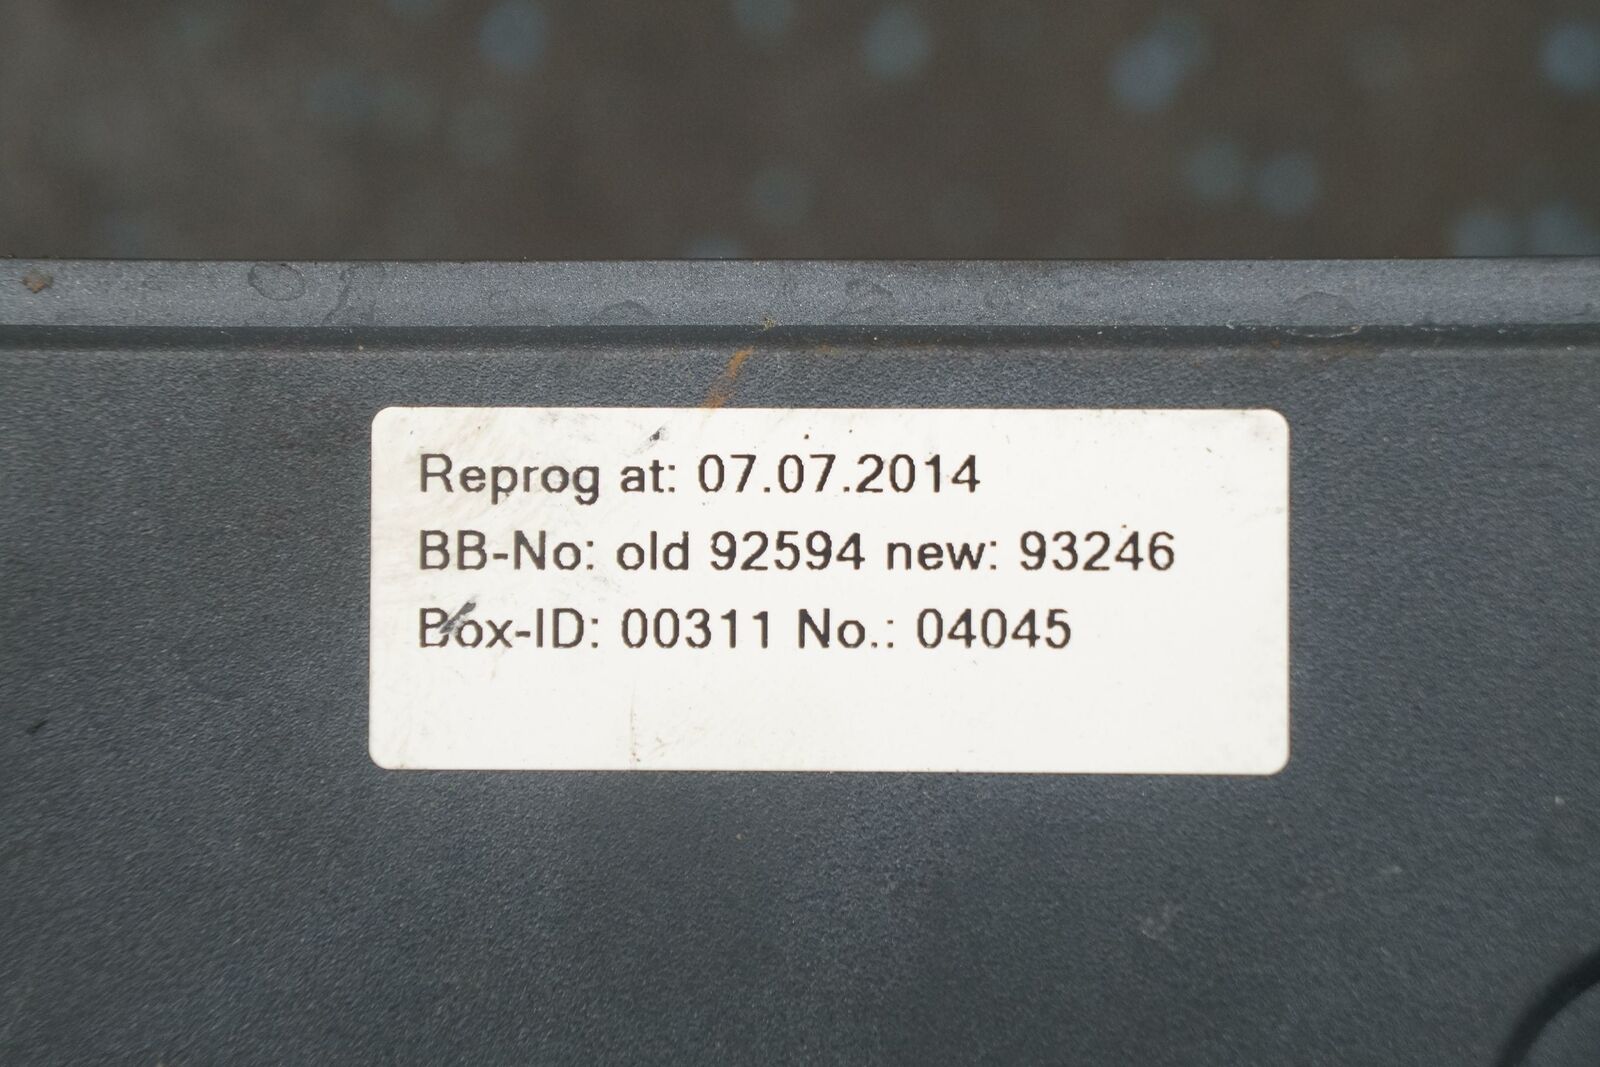 Reprog at: 07.07.2014
BB-No: old 92594 new: 93246
Box-ID: 00311 No.: 04045